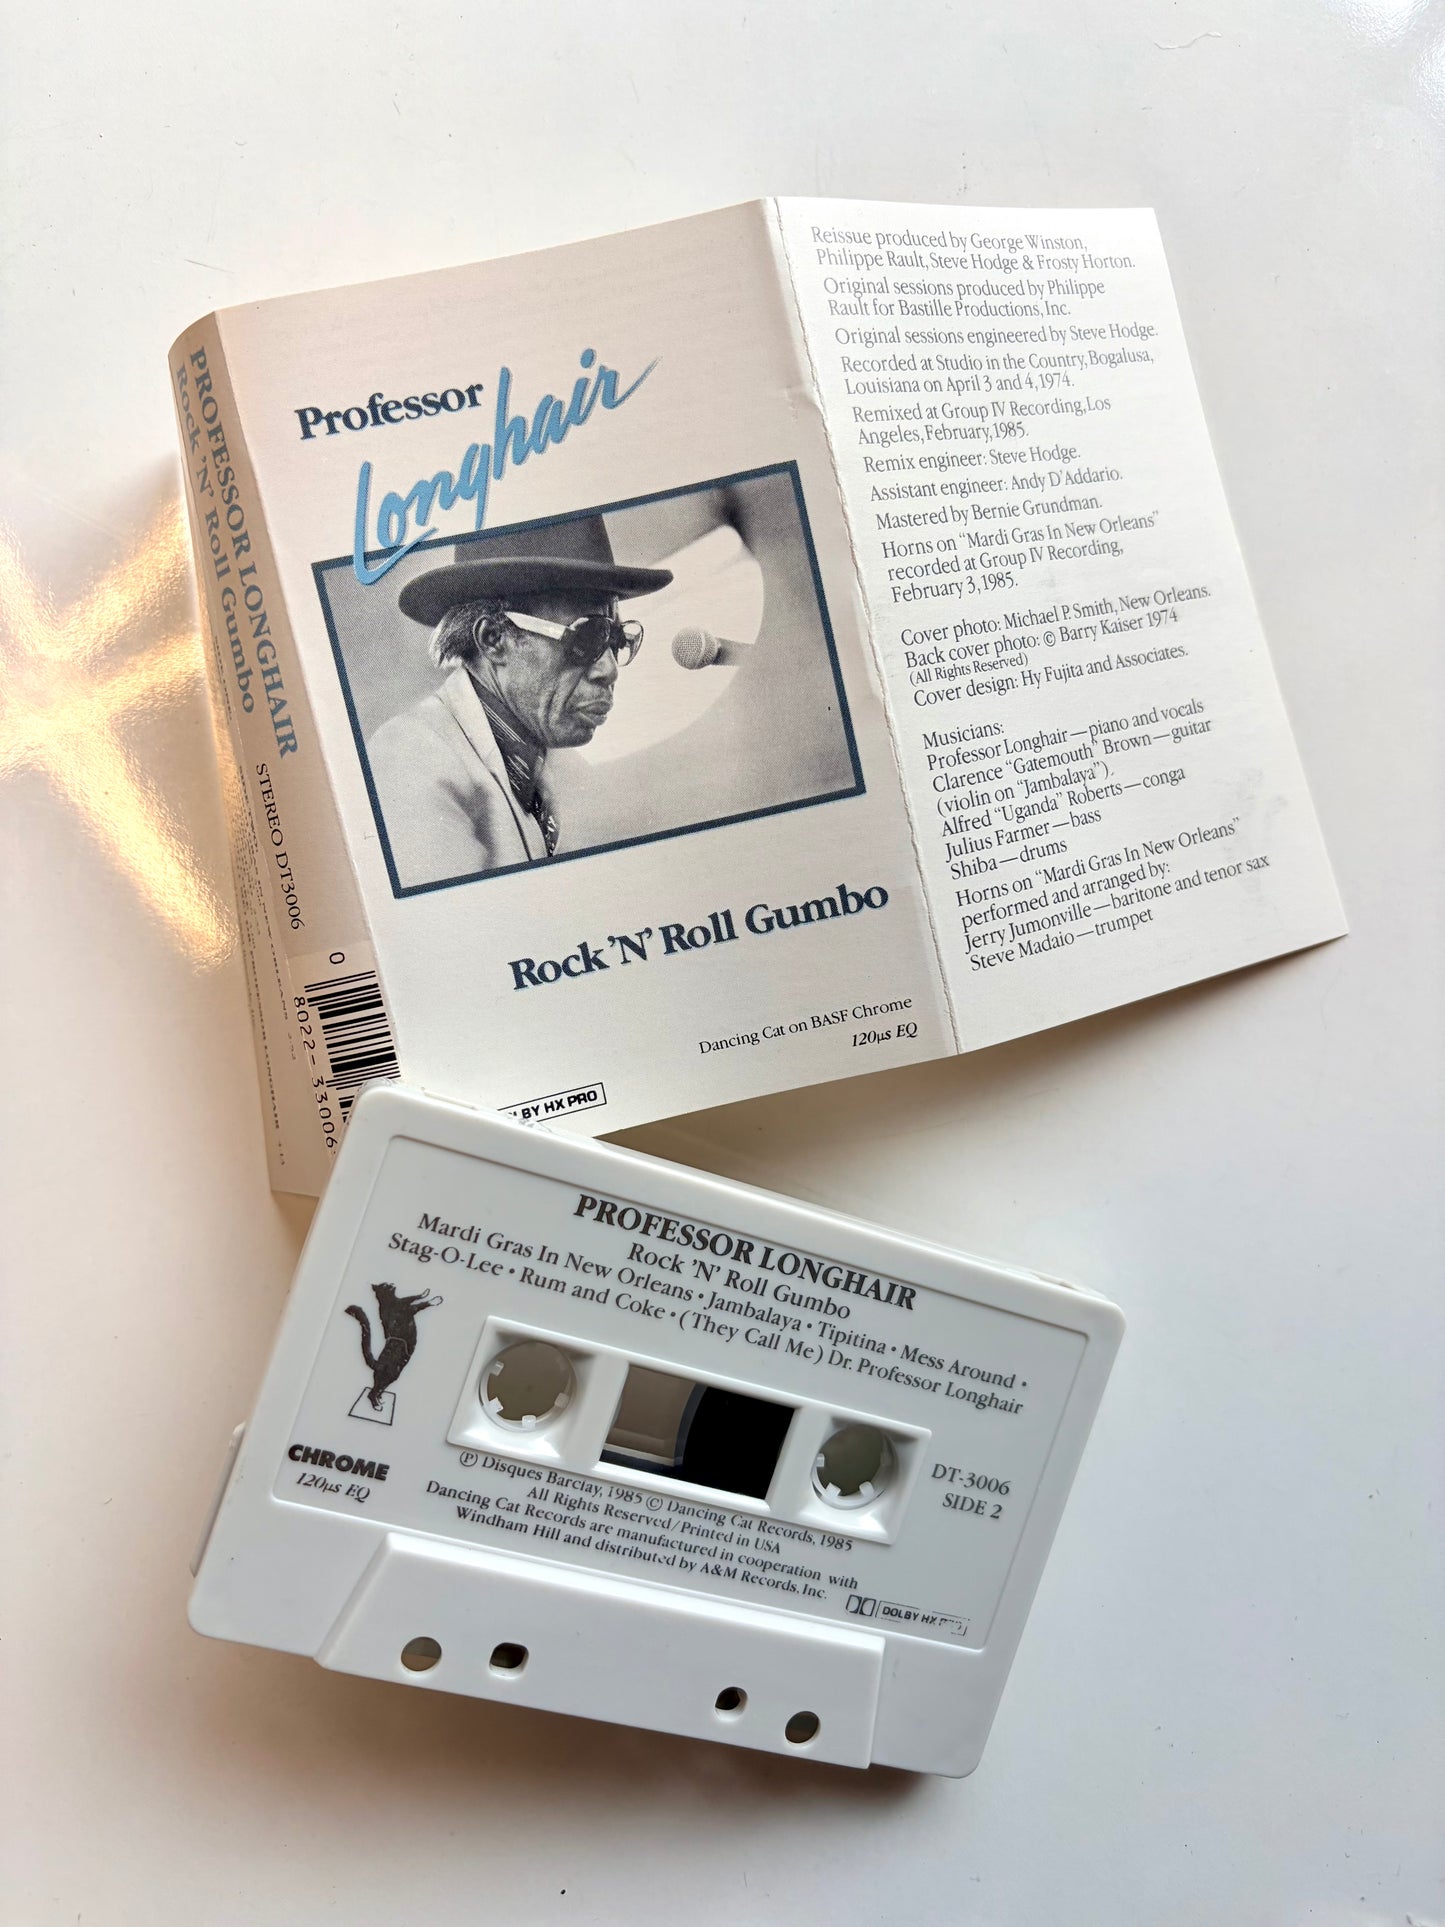 PROFESSOR LONGHAIR
Rock 'N' Roll Gumbo
STEREO DT3006
0
8022-33006
Professor
Longhair
Rock 'N' Roll Gumbo
Dancing Cat on BASF Chrome
120µs EQ
BY HX PRO
Reissue produced by George Winston,
Philippe Rault, Steve Hodge & Frosty Horton.
Original sessions produced by Philippe
Rault for Bastille Productions, Inc.
Original sessions engineered by Steve Hodge.
Recorded at Studio in the Country, Bogalusa,
Louisiana on April 3 and 4, 1974.
Remixed at Group IV Recording, Los
Angeles, February, 1985.
Remix engineer: Steve Hodge.
Assistant engineer: Andy D'Addario.
Mastered by Bernie Grundman.
Horns on "Mardi Gras In New Orleans"
recorded at Group IV Recording,
February 3, 1985.
Cover photo: Michael P. Smith, New Orleans.
Back cover photo: © Barry Kaiser 1974
(All Rights Reserved)
Cover design: Hy Fujita and Associates.
Musicians:
Professor Longhair—piano and vocals
Clarence "Gatemouth" Brown—guitar
(violin on "Jambalaya").
Alfred "Uganda" Roberts—conga
Julius Farmer—bass
Shiba—drums
Horns on "Mardi Gras In New Orleans"
performed and arranged by:
Jerry Jumonville—baritone and tenor sax
Steve Madaio—trumpet
PROFESSOR LONGHAIR
Rock 'N' Roll Gumbo
Mardi Gras In New Orleans • Jambalaya • Tipitina • Mess Around •
Stag-O-Lee • Rum and Coke • (They Call Me) Dr. Professor Longhair
CHROME
120µs EQ
DT-3006
SIDE 2
Ⓟ Disques Barclay, 1985 © Dancing Cat Records, 1985
All Rights Reserved/Printed in USA
Dancing Cat Records are manufactured in cooperation with
Windham Hill and distributed by A&M Records, Inc.
DOLBY HX PRO